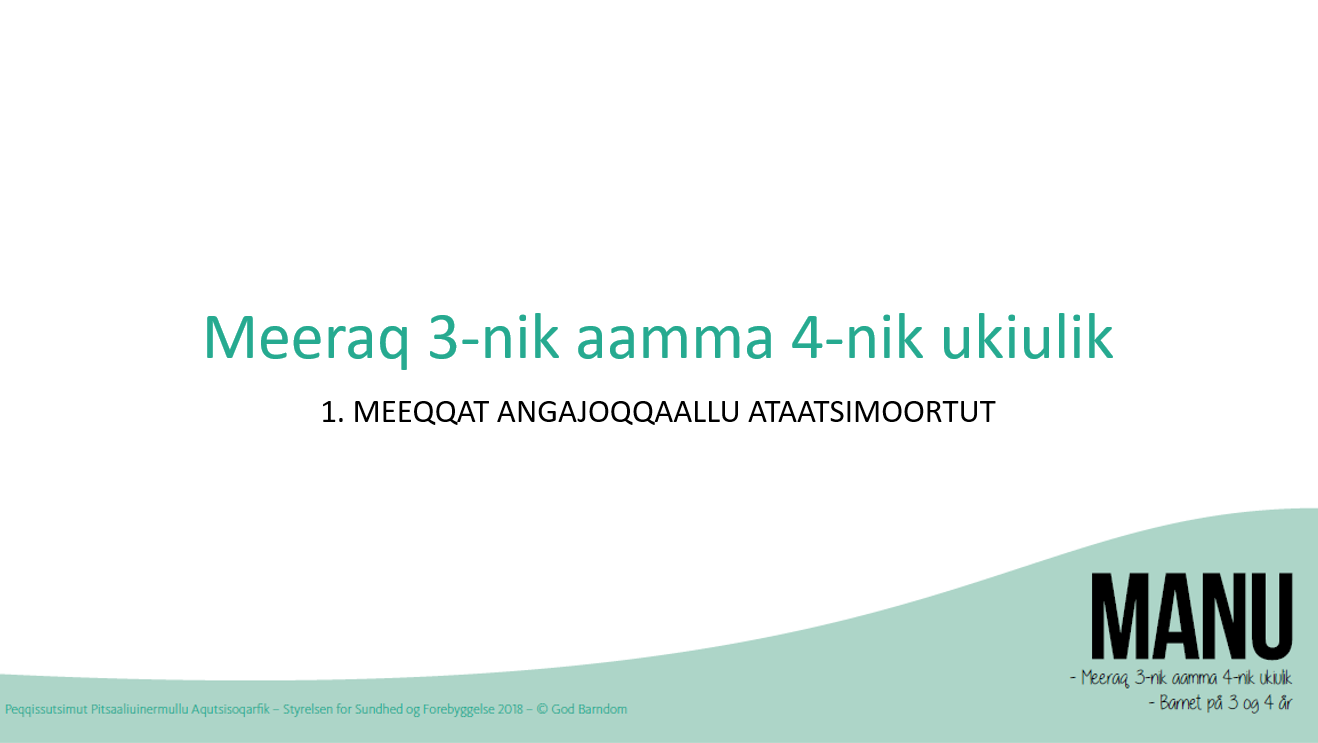 Meeraq 3-nik aamma 4-nik ukiulik
1. MEEQQAT ANGAJOQQAALLU ATAATSIMOORTUT
MANU
- Meeraq 3-nik aamma 4-nik ukiulik
- Barnet på 3 og 4 år
Peqqissutsimut Pitsaaliuinermullu Aqutsisoqarfik – Styrelsen for Sundhed og Forebyggelse 2018 – © God Barndom